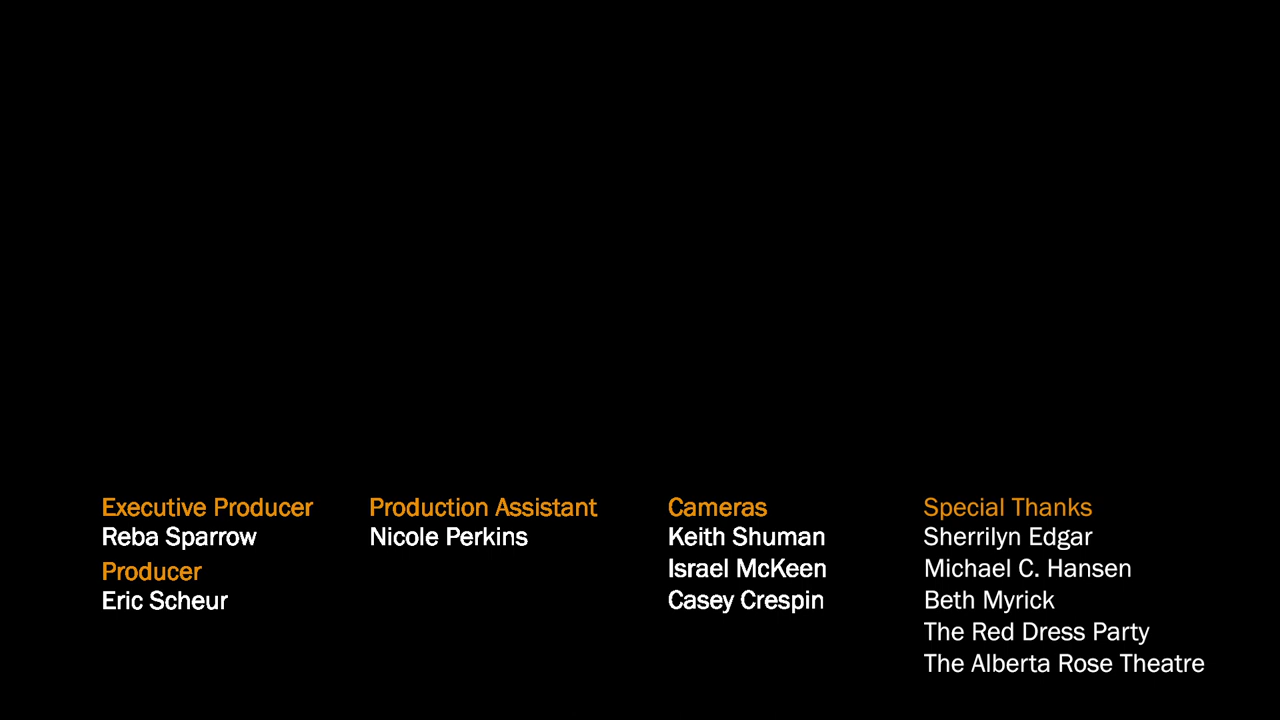 Executive Producer
Reba Sparrow
Producer
Eric Scheur
Production Assistant
Nicole Perkins
Cameras
Keith Shuman
Israel McKeen
Casey Crespin
Special Thanks
Sherrilyn Edgar
Michael C. Hansen
Beth Myrick
The Red Dress Party
The Alberta Rose Theatre